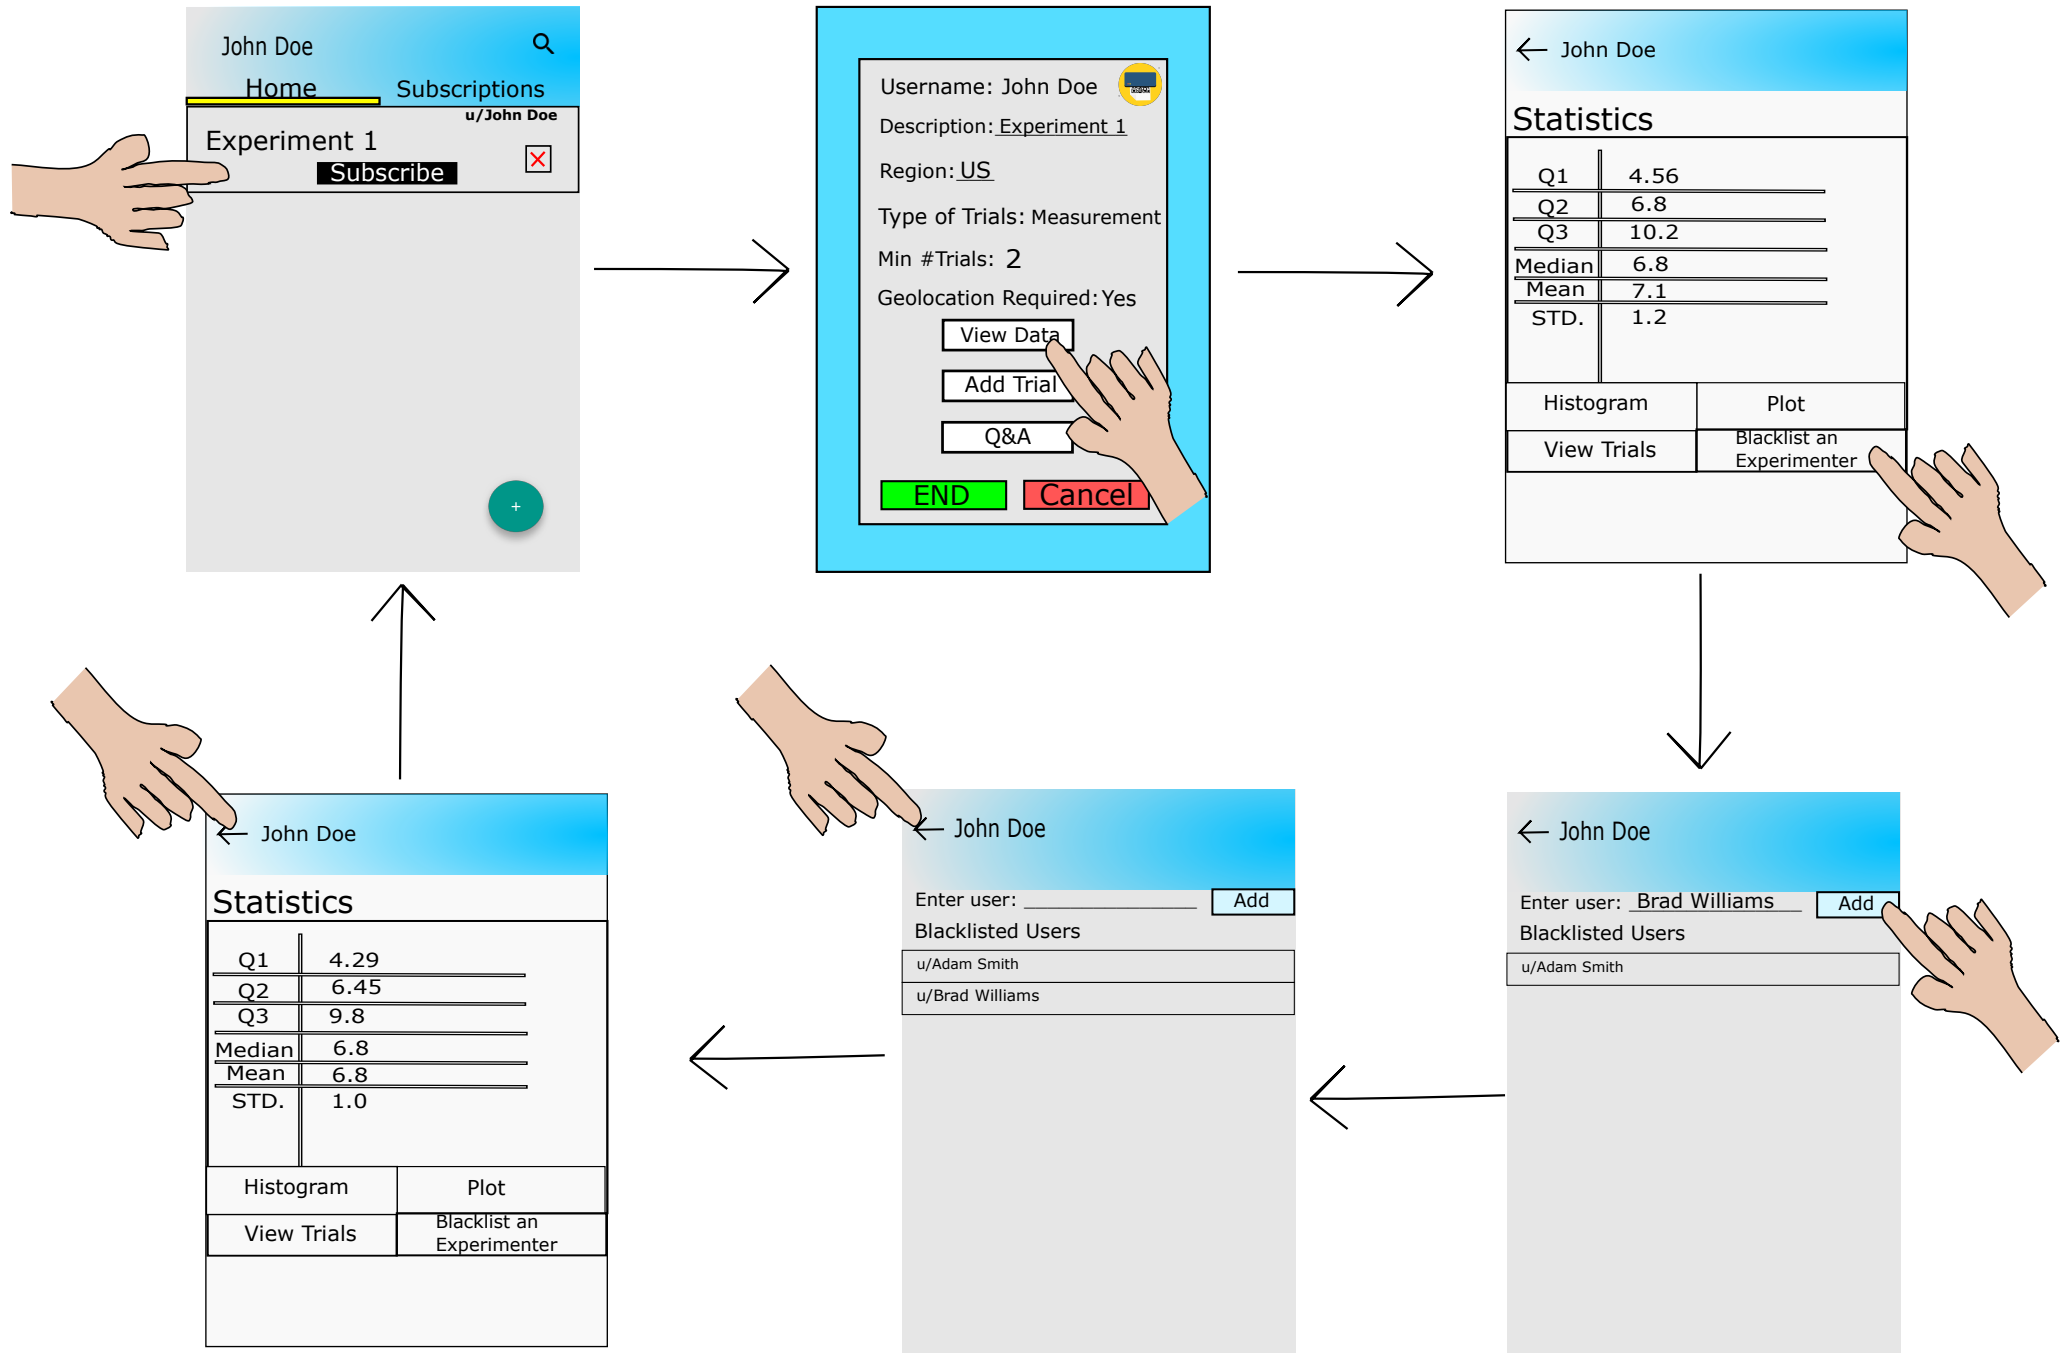 John Doe
Home Subscriptions
u/John Doe
Experiment 1
Subscribe
+
Username: John Doe
Description: Experiment 1
Region: US
Type of Trials: Measurement
Min #Trials: 2
Geolocation Required: Yes
View Data
Add Trial
Q&A
END Cancel
John Doe
Statistics
Q1 4.56
Q2 6.8
Q3 10.2
Median 6.8
Mean 7.1
STD. 1.2
Histogram Plot
View Trials Blacklist an
Experimenter
John Doe
Enter user: Brad Williams Add
Blacklisted Users
u/Adam Smith
John Doe
Enter user: ________________ Add
Blacklisted Users
u/Adam Smith
u/Brad Williams
John Doe
Statistics
Q1 4.29
Q2 6.45
Q3 9.8
Median 6.8
Mean 6.8
STD. 1.0
Histogram Plot
View Trials Blacklist an
Experimenter